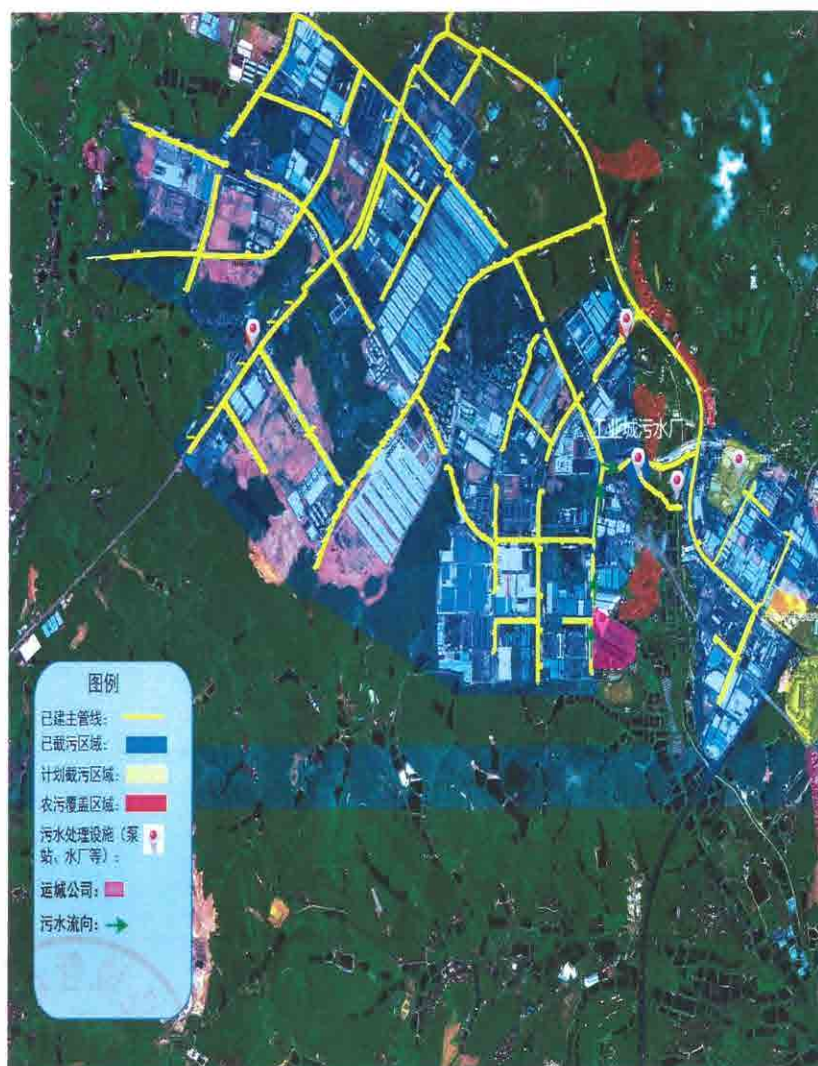 工业城污水厂
图例
已建主管线：
已截污区域：
计划截污区域：
农污覆盖区域：
污水处理设施（泵
站、水厂等）：
运城公司：
污水流向：